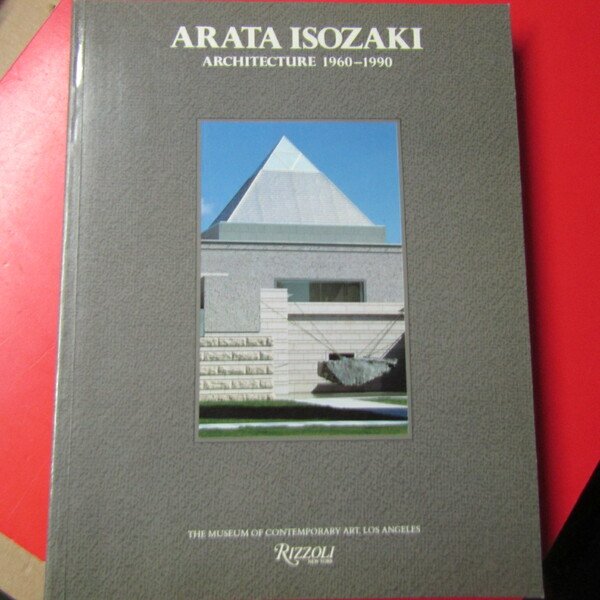 ARATA ISOZAKI
ARCHITECTURE 1960–1990
THE MUSEUM OF CONTEMPORARY ART, LOS ANGELES
RIZZOLI
NEW YORK